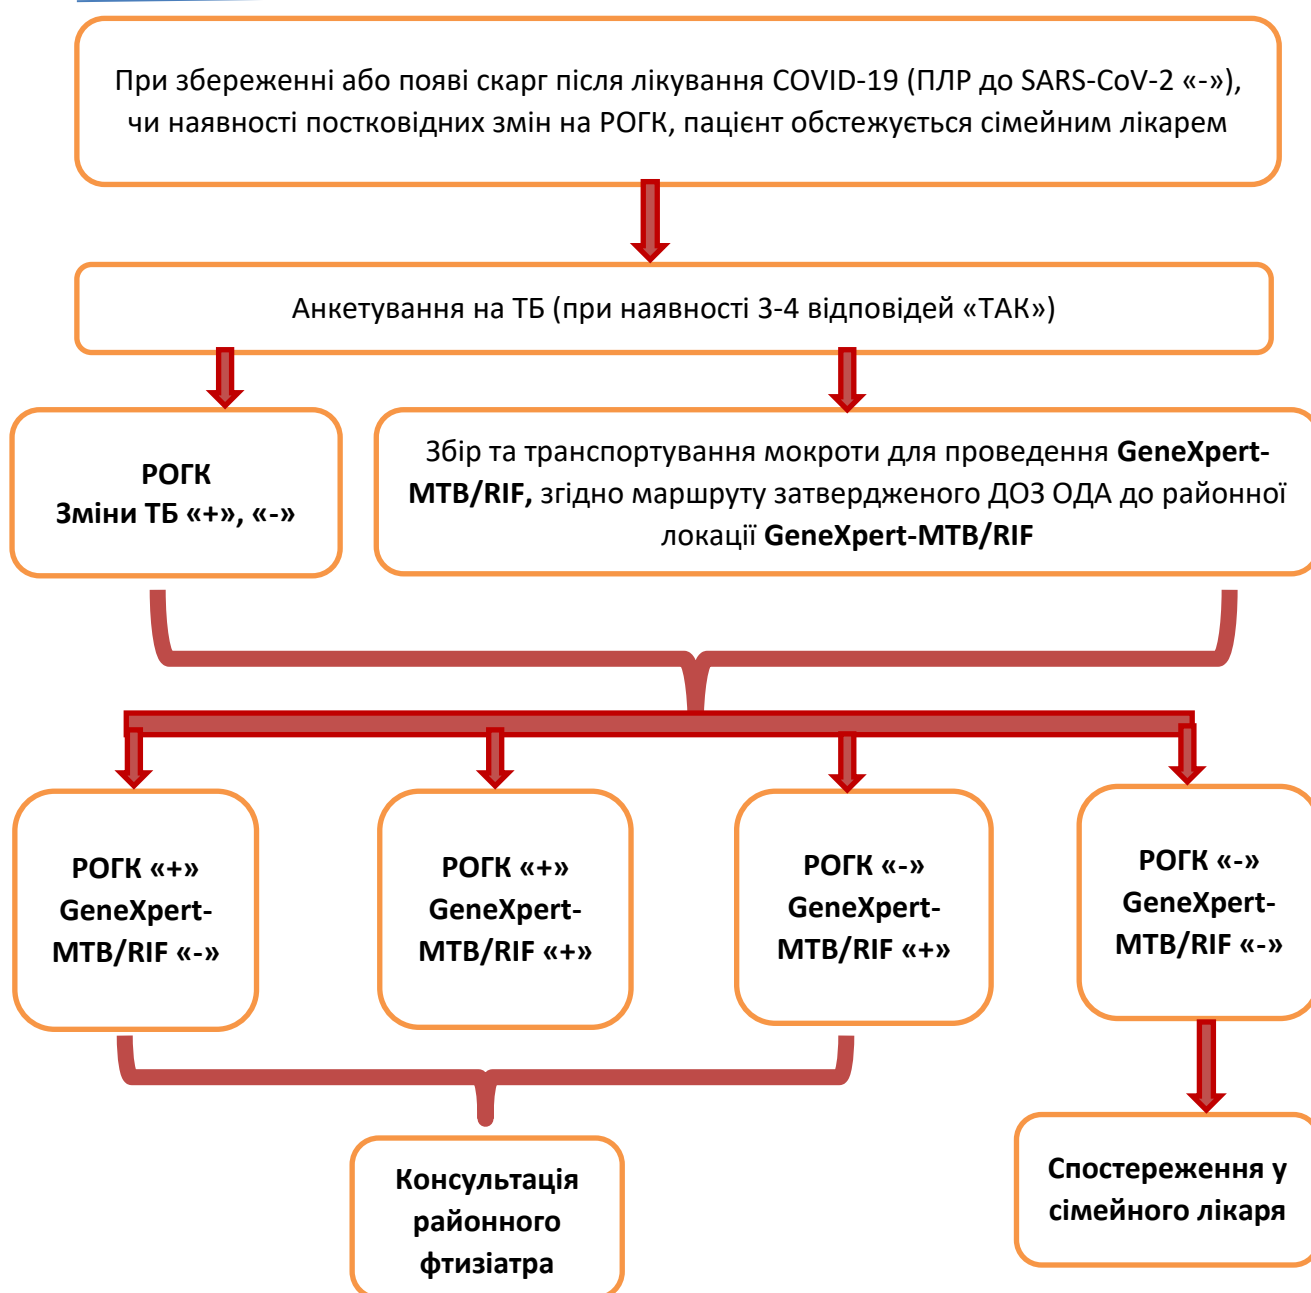 При збереженні або появі скарг після лікування COVID-19 (ПЛР до SARS-CoV-2 «-»),
чи наявності постковідних змін на РОГК, пацієнт обстежується сімейним лікарем
Анкетування на ТБ (при наявності 3-4 відповідей «ТАК»)
РОГК
Зміни ТБ «+», «-»
Збір та транспортування мокроти для проведення GeneXpert-
MTB/RIF, згідно маршруту затвердженого ДОЗ ОДА до районної
локації GeneXpert-MTB/RIF
РОГК «+»
GeneXpert-
MTB/RIF «-»
РОГК «+»
GeneXpert-
MTB/RIF «+»
РОГК «-»
GeneXpert-
MTB/RIF «+»
РОГК «-»
GeneXpert-
MTB/RIF «-»
Консультація
районного
фтизіатра
Спостереження у
сімейного лікаря